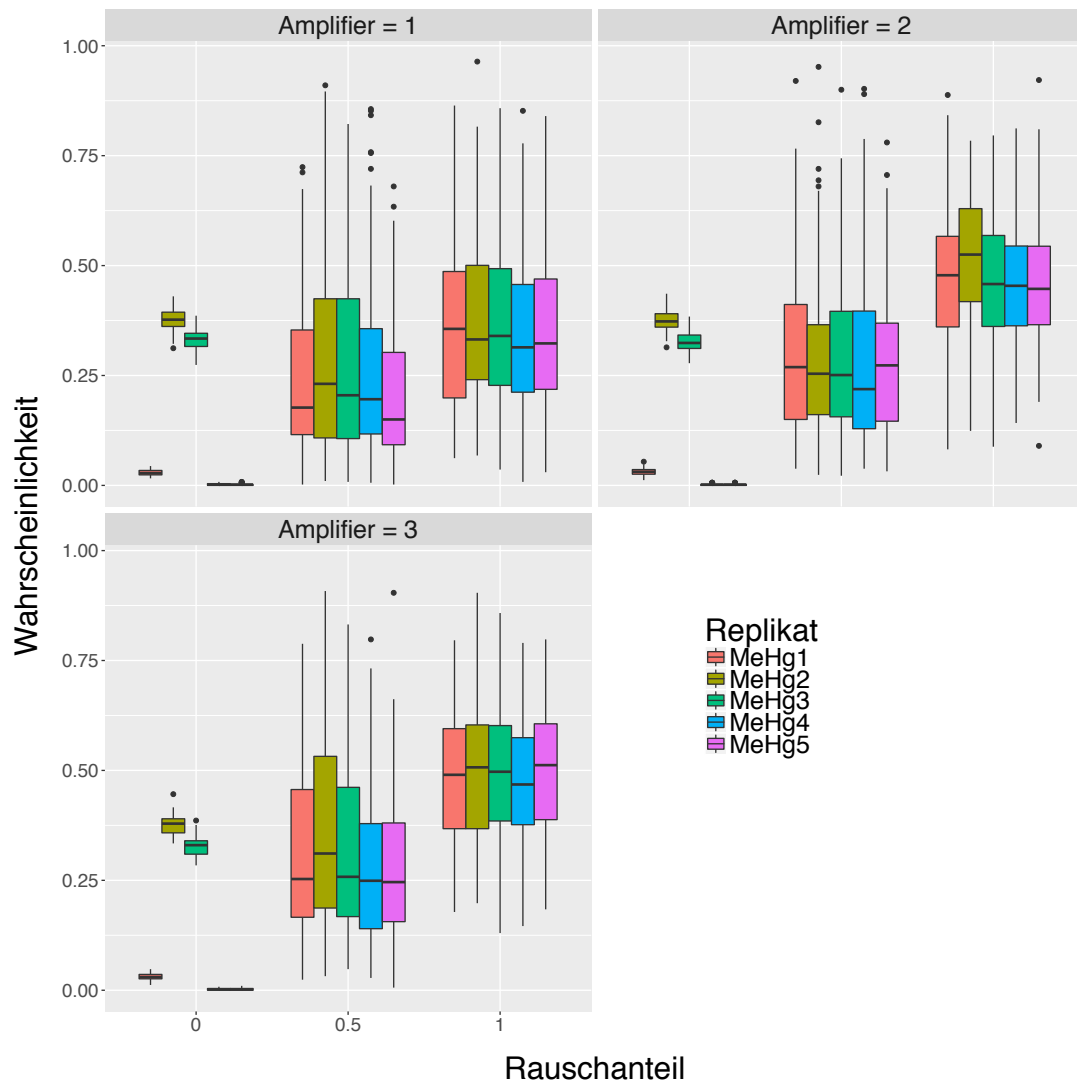 Amplifier = 1
Amplifier = 2
1.00
0.75
0.50
0.25
0.00
Amplifier = 3
1.00
0.75
0.50
0.25
0.00
0
0.5
1
Wahrscheinlichkeit
Rauschanteil
Replikat
MeHg1
MeHg2
MeHg3
MeHg4
MeHg5